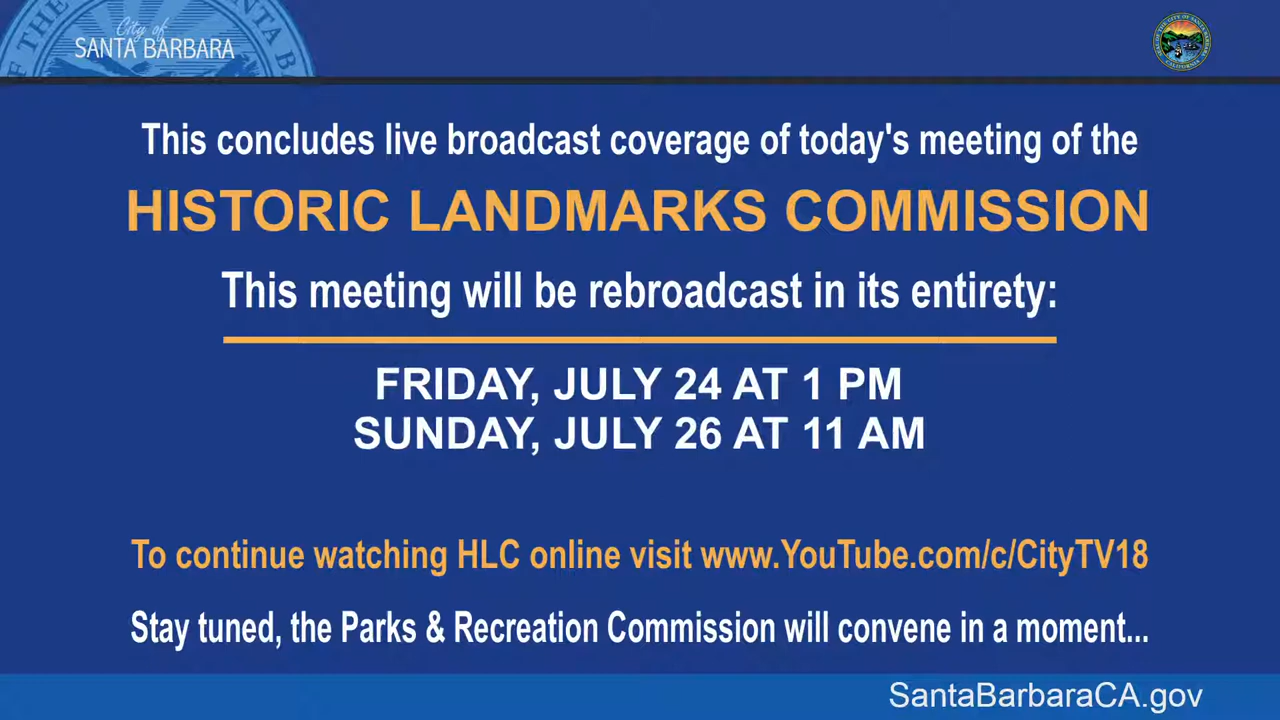 City of
SANTA BARBARA
This concludes live broadcast coverage of today's meeting of the
HISTORIC LANDMARKS COMMISSION
This meeting will be rebroadcast in its entirety:
FRIDAY, JULY 24 AT 1 PM
SUNDAY, JULY 26 AT 11 AM
To continue watching HLC online visit www.YouTube.com/c/CityTV18
Stay tuned, the Parks & Recreation Commission will convene in a moment...
SantaBarbaraCA.gov